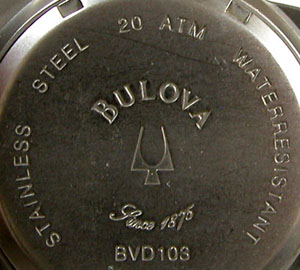 STAINLESS STEEL 20 ATM WATERRESISTANT
BULOVA
Since 1875
BVD103